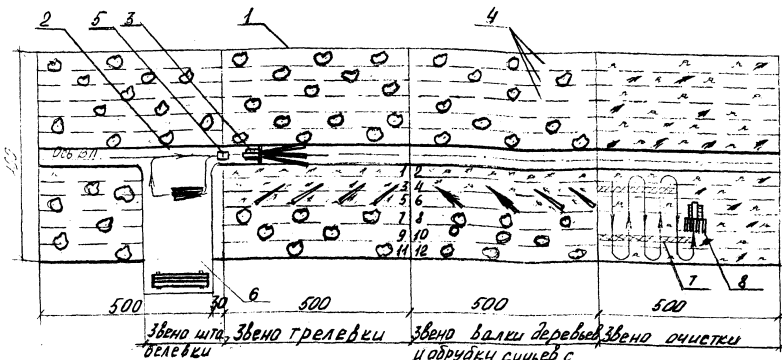 2 5 3 1 4
Ось ВЛ
400
1 2
3 4
5 6
7 8
9 10
11 12
7 8
6
500 30 500 500 500
Звено шта-
белевки
Звено трелевки
Звено валки деревьев
и обрубки сучьев с
Звено очистки